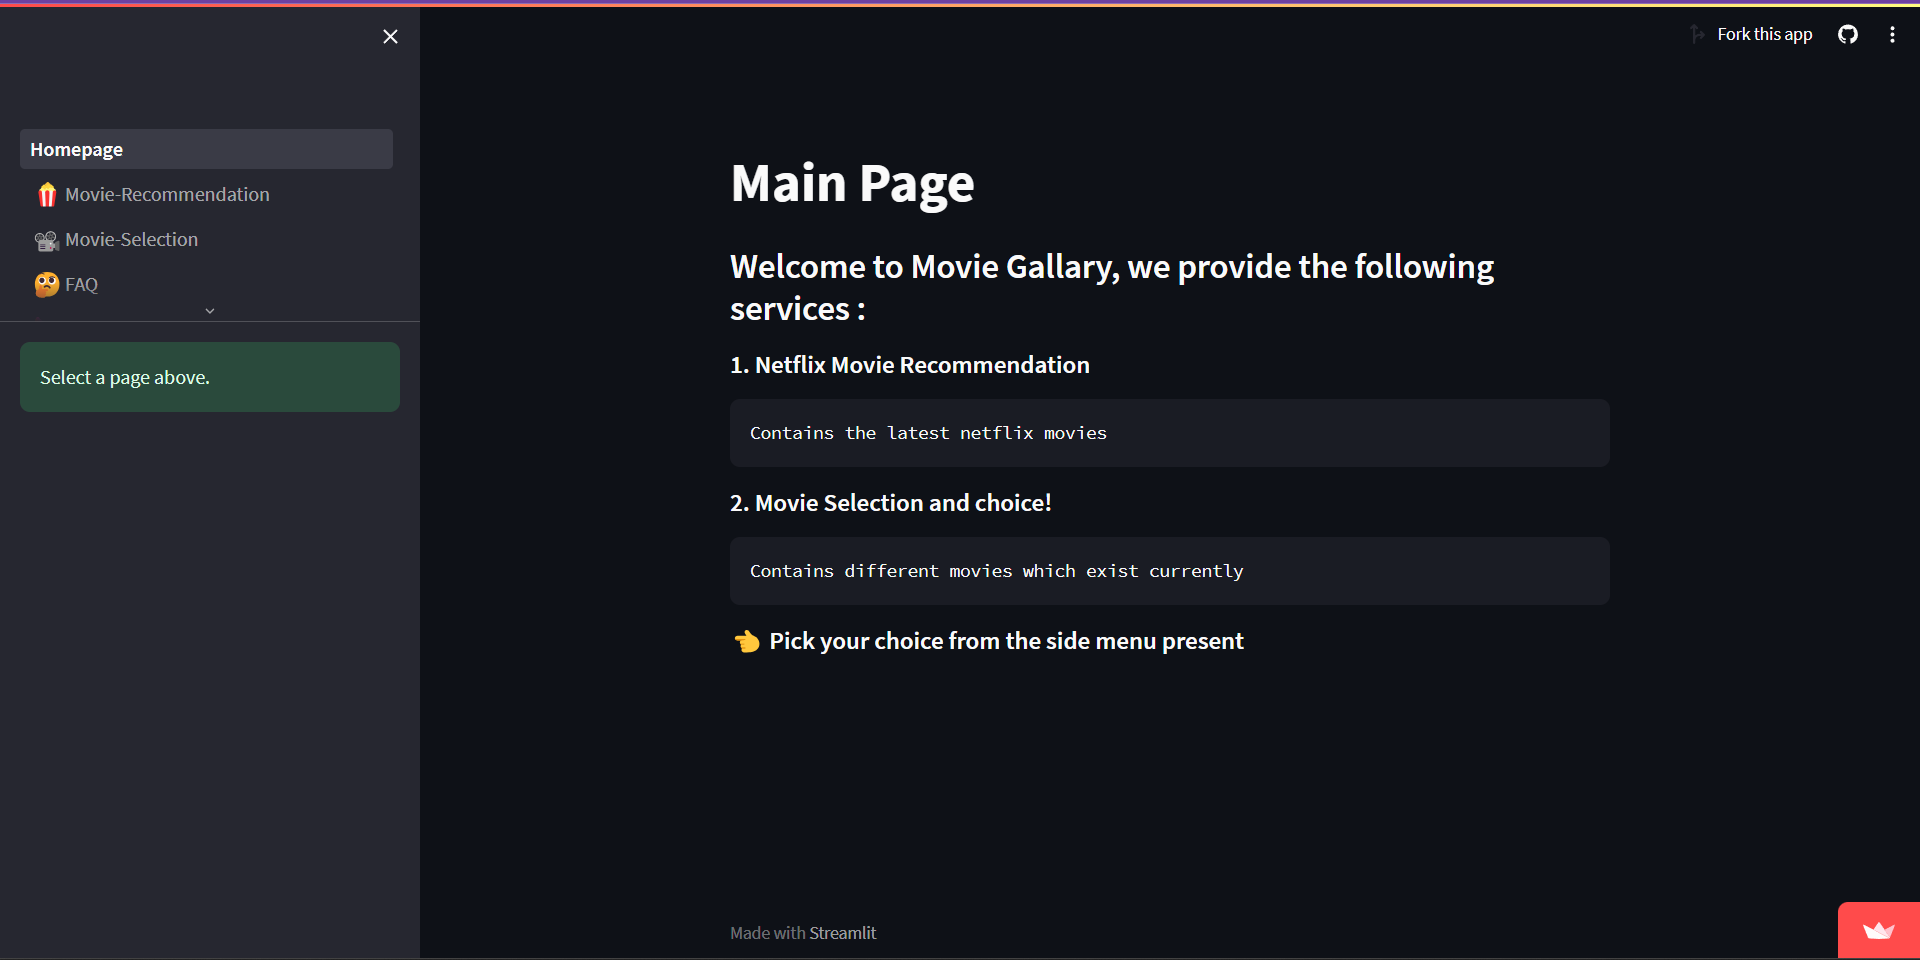 Fork this app
Homepage
Movie-Recommendation
Movie-Selection
FAQ
Select a page above.
Main Page
Welcome to Movie Gallary, we provide the following
services :
1. Netflix Movie Recommendation
Contains the latest netflix movies
2. Movie Selection and choice!
Contains different movies which exist currently
Pick your choice from the side menu present
Made with Streamlit